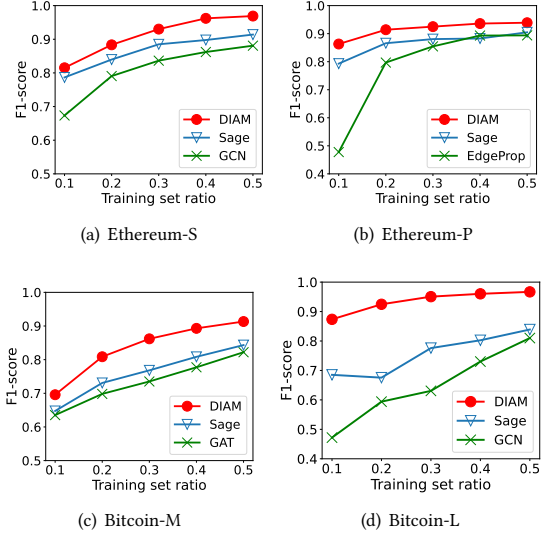 1.0
0.9
0.8
0.7
0.6
0.5
F1-score
0.1 0.2 0.3 0.4 0.5
Training set ratio
DIAM
Sage
GCN
(a) Ethereum-S
1.0
0.9
0.8
0.7
0.6
0.5
0.4
F1-score
0.1 0.2 0.3 0.4 0.5
Training set ratio
DIAM
Sage
EdgeProp
(b) Ethereum-P
1.0
0.9
0.8
0.7
0.6
0.5
F1-score
0.1 0.2 0.3 0.4 0.5
Training set ratio
DIAM
Sage
GAT
(c) Bitcoin-M
1.0
0.9
0.8
0.7
0.6
0.5
0.4
F1-score
0.1 0.2 0.3 0.4 0.5
Training set ratio
DIAM
Sage
GCN
(d) Bitcoin-L